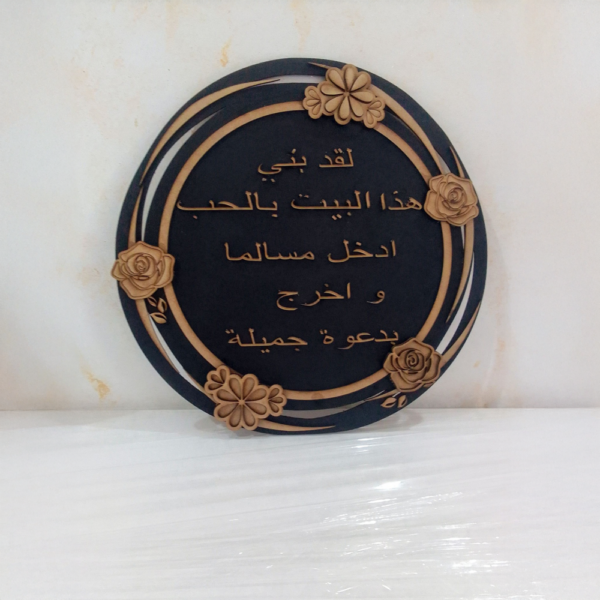 لقد بني
هذا البيت بالحب
ادخل مسالما
و اخرج
بدعوة جميلة